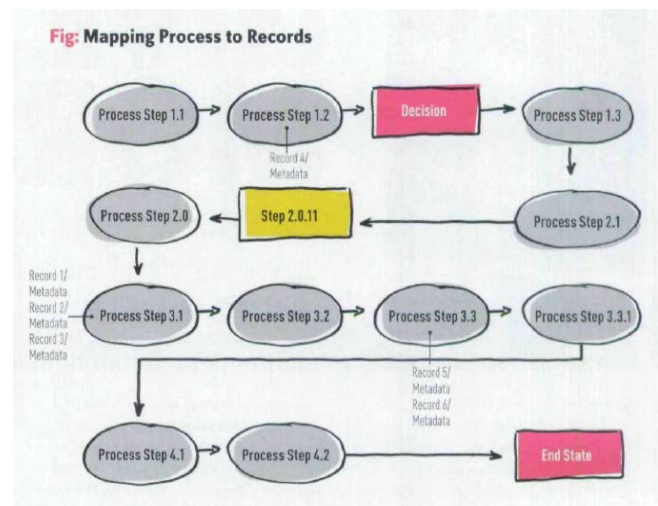 Fig: Mapping Process to Records
Process Step 1.1
Process Step 1.2
Decision
Process Step 1.3
Record 4/
Metadata
Process Step 2.0
Step 2.0.11
Process Step 2.1
Record 1/
Metadata
Record 2/
Metadata
Record 3/
Metadata
Process Step 3.1
Process Step 3.2
Process Step 3.3
Process Step 3.3.1
Record 5/
Metadata
Record 6/
Metadata
Process Step 4.1
Process Step 4.2
End State